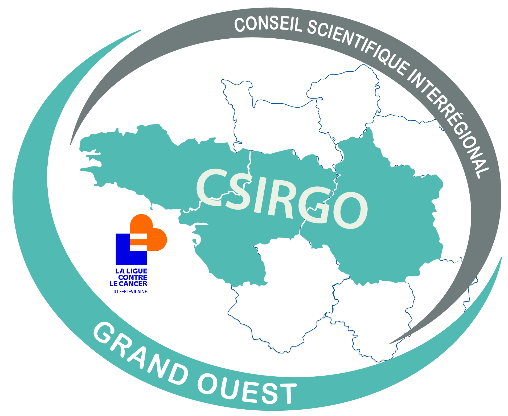 CONSEIL SCIENTIFIQUE INTERRÉGIONAL
CSIRGO
LA LIGUE
CONTRE
LE CANCER
GRAND OUEST